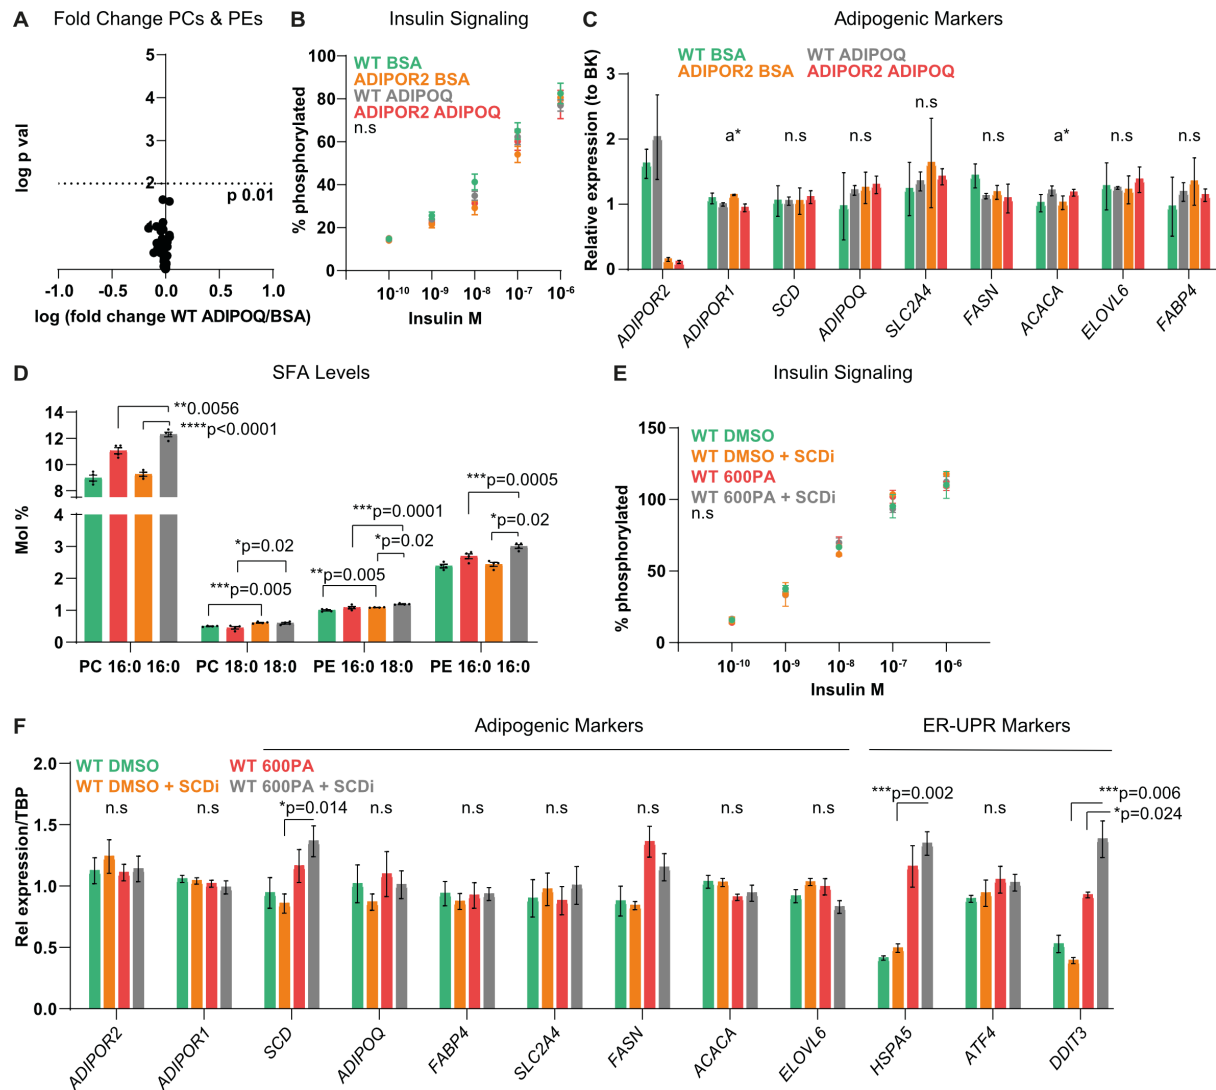 A
Fold Change PCs & PEs
5
4
3
2
1
log p val
p 0.01
-1.0 -0.5 0.0 0.5 1.0
log (fold change WT ADIPOQ/BSA)
B
Insulin Signaling
100
80
60
40
20
0
% phosphorylated
WT BSA
ADIPOR2 BSA
WT ADIPOQ
ADIPOR2 ADIPOQ
n.s
10⁻¹⁰ 10⁻⁹ 10⁻⁸ 10⁻⁷ 10⁻⁶
Insulin M
C
Adipogenic Markers
WT BSA WT ADIPOQ
ADIPOR2 BSA ADIPOR2 ADIPOQ
3
2
1
0
Relative expression (to BK)
a* n.s n.s n.s n.s a* n.s n.s
ADIPOR2 ADIPOR1 SCD ADIPOQ SLC2A4 FASN ACACA ELOVL6 FABP4
D
SFA Levels
14
12
10
8
4
3
2
1
0
Mol %
**0.0056
****p<0.0001
***p=0.005
*p=0.02
**p=0.005
***p=0.0001
*p=0.02
***p=0.0005
*p=0.02
PC 16:0 16:0 PC 18:0 18:0 PE 16:0 18:0 PE 16:0 16:0
E
Insulin Signaling
150
100
50
0
% phosphorylated
WT DMSO
WT DMSO + SCDi
WT 600PA
WT 600PA + SCDi
n.s
10⁻¹⁰ 10⁻⁹ 10⁻⁸ 10⁻⁷ 10⁻⁶
Insulin M
F
Adipogenic Markers
ER-UPR Markers
2.0
1.5
1.0
0.5
0.0
Rel expression/TBP
WT DMSO WT 600PA
WT DMSO + SCDi WT 600PA + SCDi
n.s n.s *p=0.014 n.s n.s n.s n.s n.s n.s ***p=0.002 n.s ***p=0.006
*p=0.024
ADIPOR2 ADIPOR1 SCD ADIPOQ FABP4 SLC2A4 FASN ACACA ELOVL6 HSPA5 ATF4 DDIT3